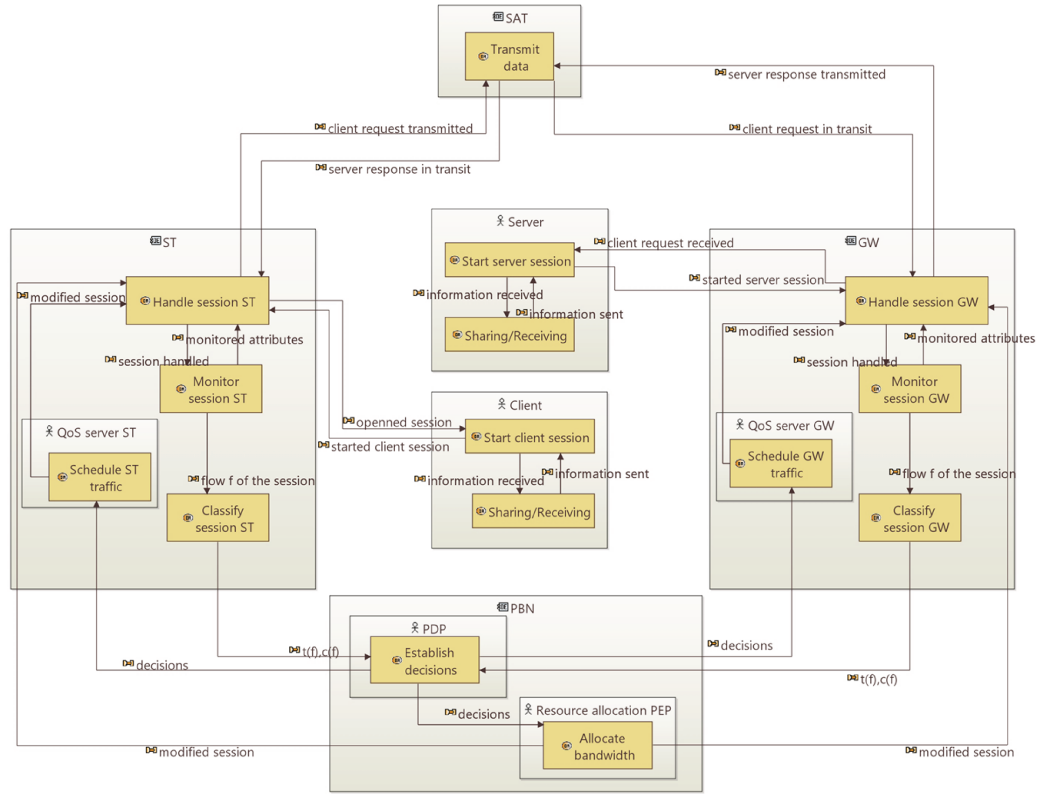 SAT
Transmit
data
server response transmitted
client request transmitted
client request in transit
server response in transit
Server
ST
GW
client request received
Start server session
started server session
modified session
Handle session ST
information received
information sent
Handle session GW
modified session
monitored attributes
Sharing/Receiving
monitored attributes
session handled
session handled
Monitor
session ST
Monitor
session GW
Client
openned session
QoS server ST
Start client session
QoS server GW
started client session
Schedule ST
traffic
flow f of the session
information received
information sent
Schedule GW
traffic
flow f of the session
Classify
session ST
Sharing/Receiving
Classify
session GW
PBN
PDP
t(f),c(f)
Establish
decisions
decisions
decisions
t(f),c(f)
decisions
Resource allocation PEP
Allocate
bandwidth
modified session
modified session